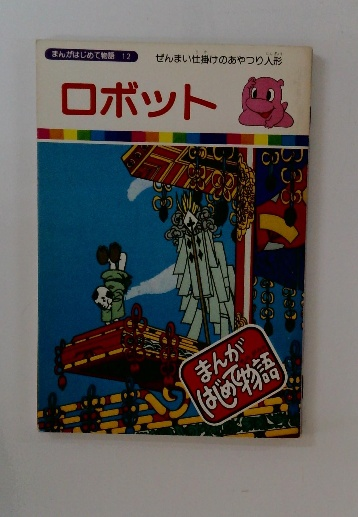 まんがはじめて物語 12
ぜんまい仕掛けのあやつり人形
ロボット
まんが
はじめて物語